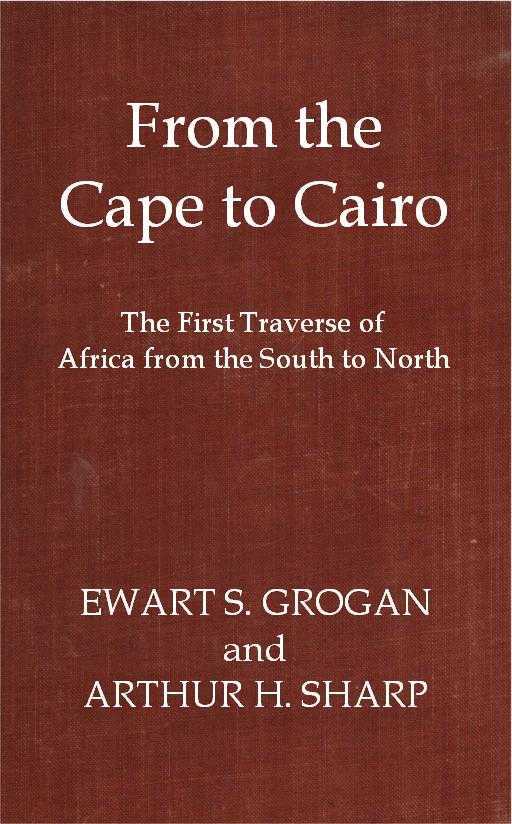 From the
Cape to Cairo
The First Traverse of
Africa from the South to North
EWART S. GROGAN
and
ARTHUR H. SHARP